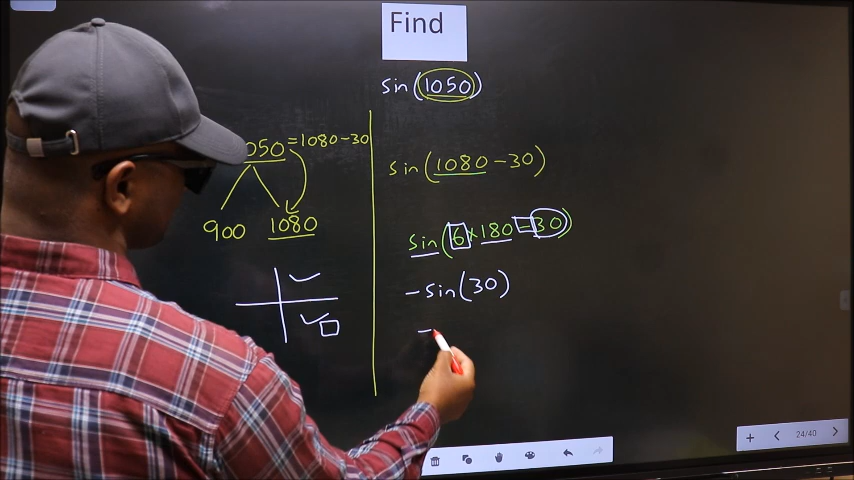 Find
sin(1050)
050 = 1080-30
900 1080
sin(1080-30)
sin(6×180-30)
-sin(30)
-
24/40